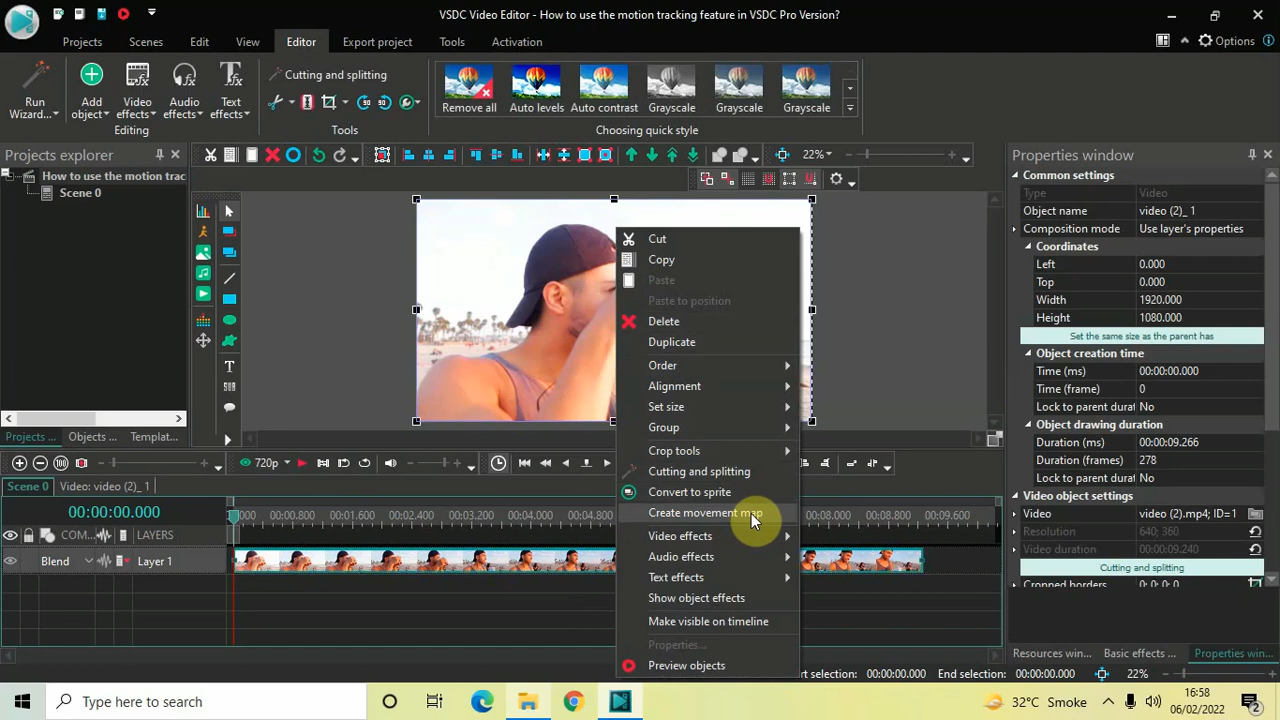 VSDC Video Editor - How to use the motion tracking feature in VSDC Pro Version?
Projects Scenes Edit View Editor Export project Tools Activation
Options
Run Wizard...
Add object
Video effects
Audio effects
Text effects
Editing
Cutting and splitting
Tools
Remove all
Auto levels
Auto contrast
Grayscale
Grayscale
Grayscale
Choosing quick style
Projects explorer
How to use the motion trac
Scene 0
Projects ... Objects ... Templat...
22%
Cut
Copy
Paste
Paste to position
Delete
Duplicate
Order
Alignment
Set size
Group
Crop tools
Cutting and splitting
Convert to sprite
Create movement map
Video effects
Audio effects
Text effects
Show object effects
Make visible on timeline
Properties...
Preview objects
Properties window
Common settings
Type Video
Object name video (2)_ 1
Composition mode Use layer's properties
Coordinates
Left 0.000
Top 0.000
Width 1920.000
Height 1080.000
Set the same size as the parent has
Object creation time
Time (ms) 00:00:00.000
Time (frame) 0
Lock to parent durat No
Object drawing duration
Duration (ms) 00:00:09.266
Duration (frames) 278
Lock to parent durat No
Video object settings
Video video (2).mp4; ID=1
Resolution 640; 360
Video duration 00:00:09.240
Cutting and splitting
Cropped borders 0; 0; 0; 0
Resources win... Basic effects ... Properties win...
720p
Scene 0 Video: video (2)_ 1
00:00:00.000
000 00:00.800 00:01.600 00:02.400 00:03.200 00:04.000 00:04.800 00:08.000 00:08.800 00:09.600
COM... LAYERS
Blend Layer 1
rt selection: 00:00:00.000 End selection: 00:00:00.000 22%
Type here to search
32°C Smoke
16:58
06/02/2022
2